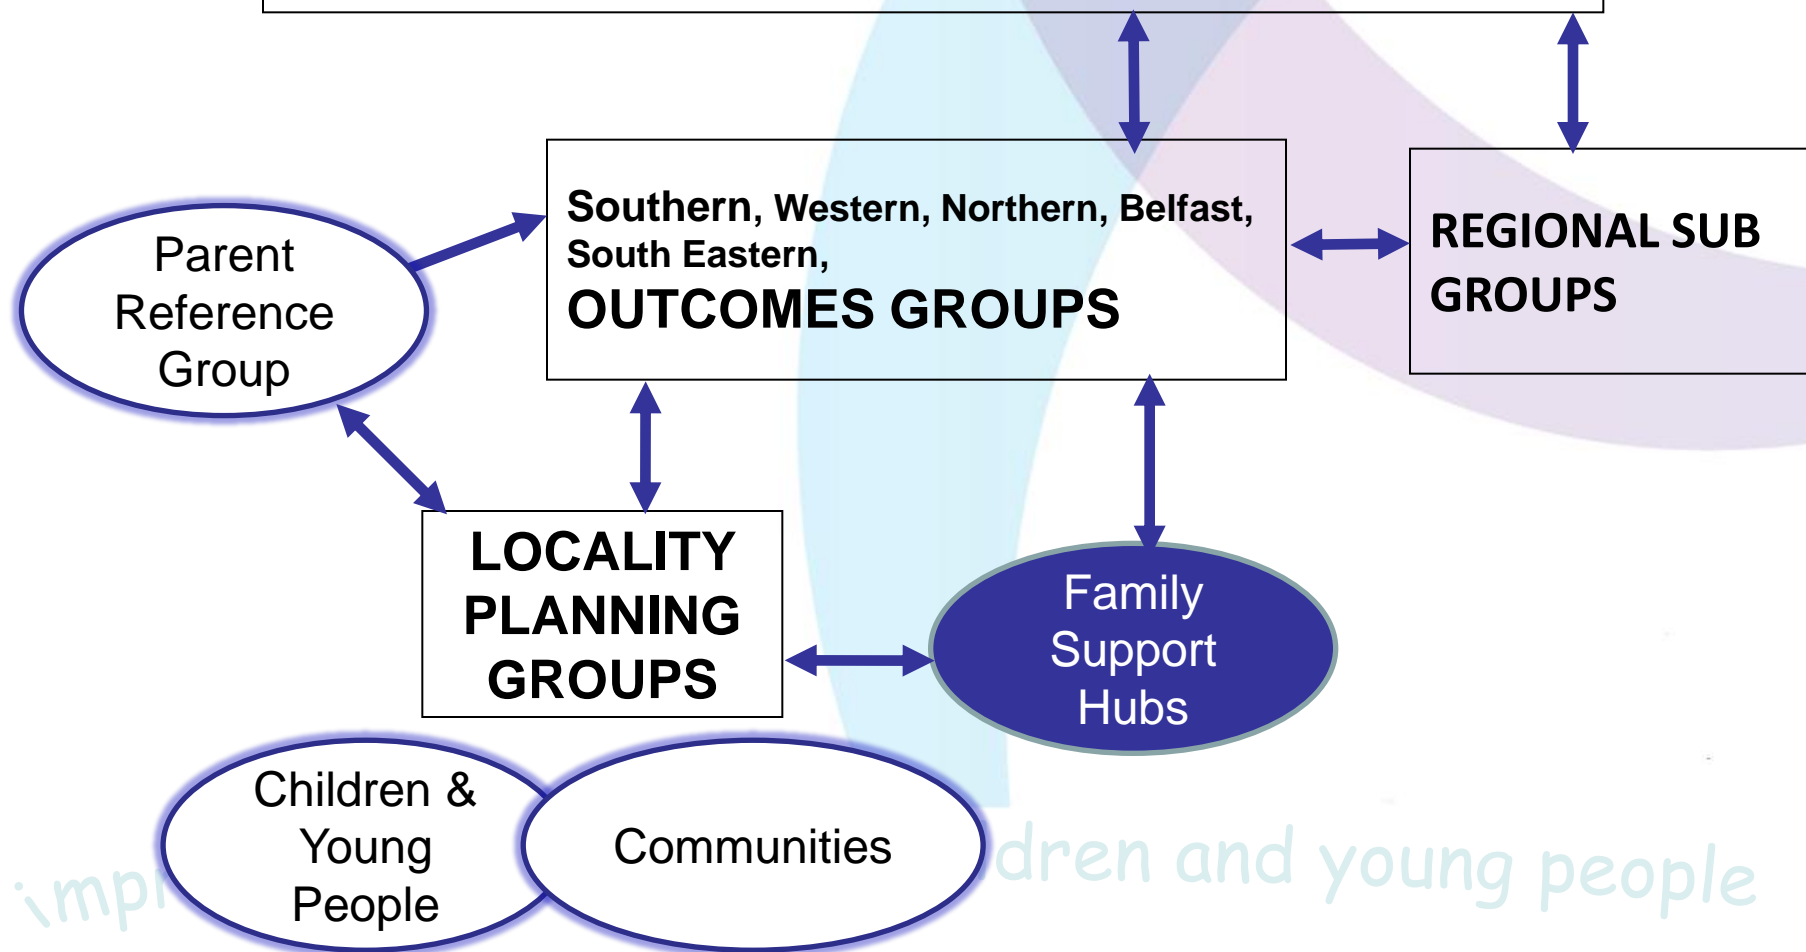 Southern, Western, Northern, Belfast,
South Eastern,
OUTCOMES GROUPS
REGIONAL SUB
GROUPS
Parent
Reference
Group
LOCALITY
PLANNING
GROUPS
Family
Support
Hubs
Children &
Young
People
Communities
and young people